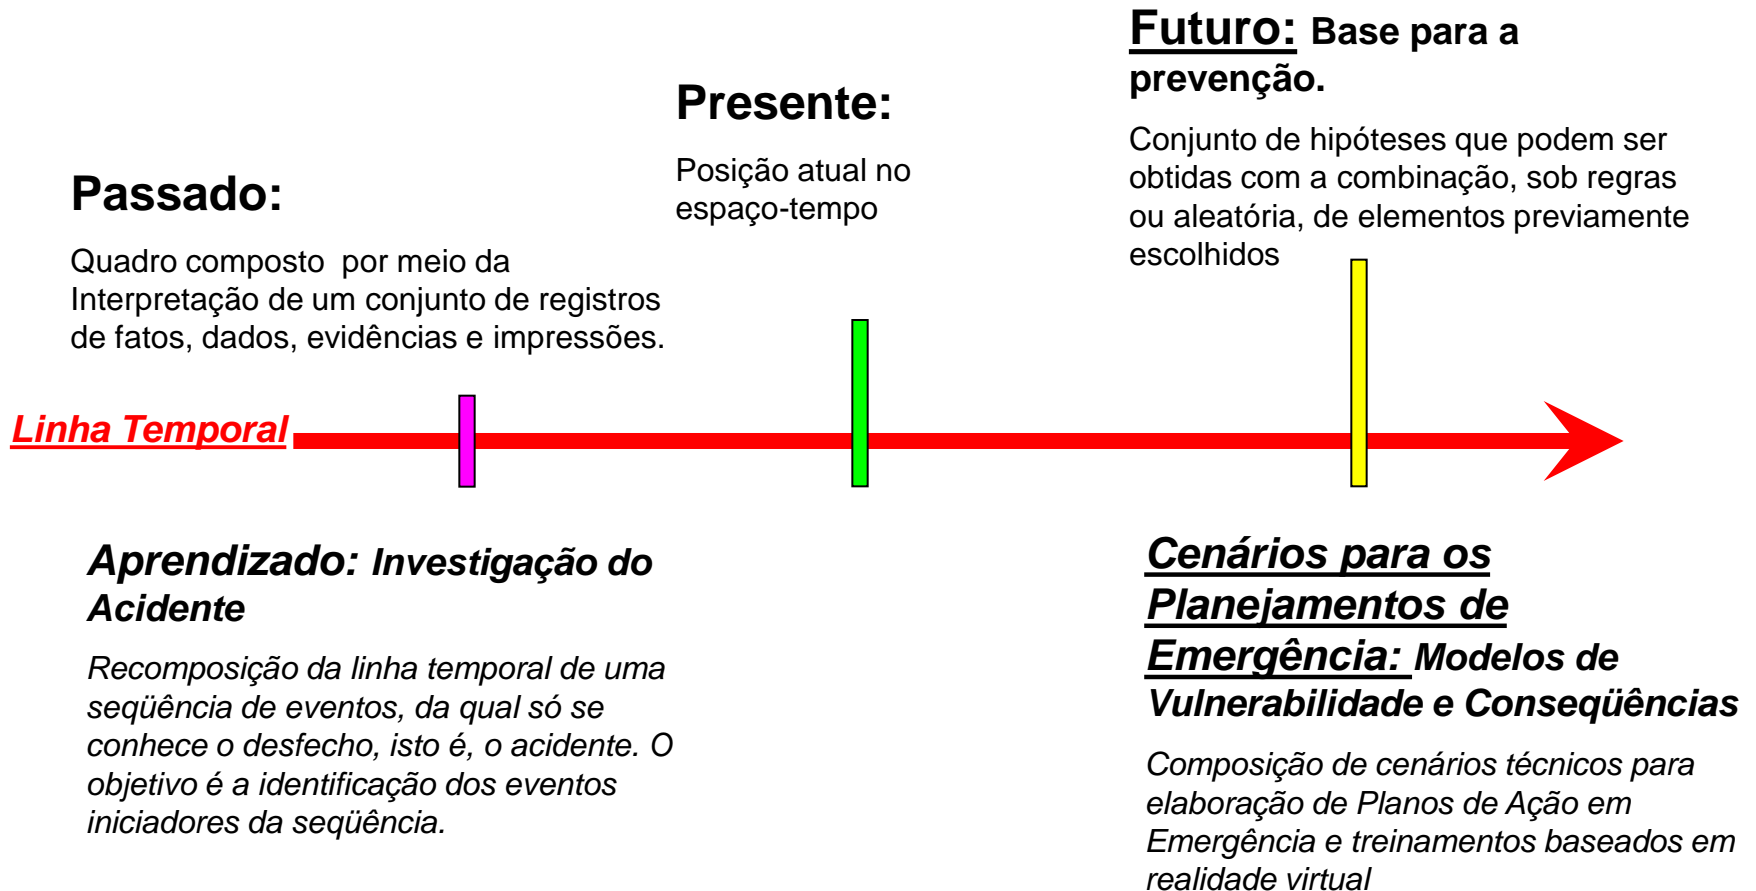 Passado:
Quadro composto  por meio da
Interpretação de um conjunto de registros
de fatos, dados, evidências e impressões.
Presente:
Posição atual no
espaço-tempo
Futuro: Base para a
prevenção.
Conjunto de hipóteses que podem ser
obtidas com a combinação, sob regras
ou aleatória, de elementos previamente
escolhidos
Linha Temporal
Aprendizado: Investigação do
Acidente
Recomposição da linha temporal de uma
seqüência de eventos, da qual só se
conhece o desfecho, isto é, o acidente. O
objetivo é a identificação dos eventos
iniciadores da seqüência.
Cenários para os
Planejamentos de
Emergência: Modelos de
Vulnerabilidade e Conseqüências
Composição de cenários técnicos para
elaboração de Planos de Ação em
Emergência e treinamentos baseados em
realidade virtual